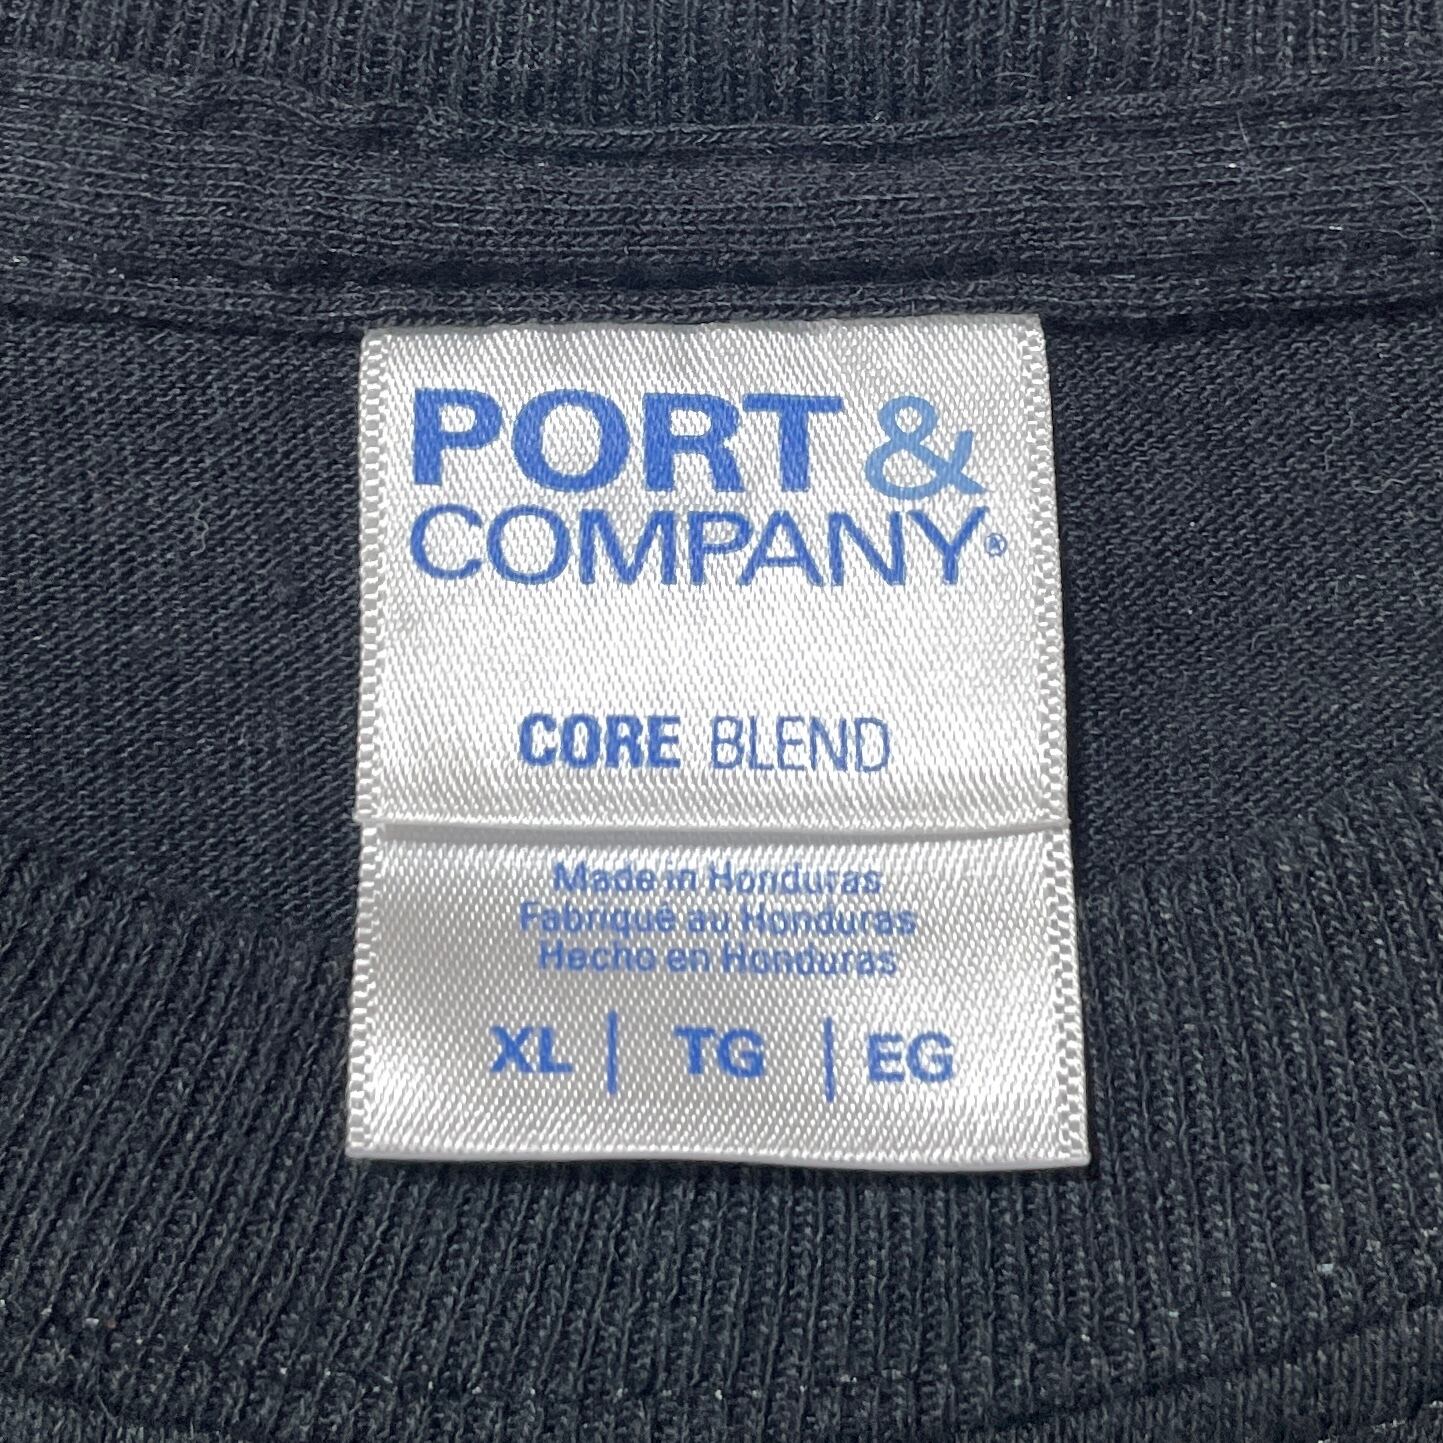 PORT &
COMPANY®
CORE BLEND
Made in Honduras
Fabriqué au Honduras
Hecho en Honduras
XL | TG | EG